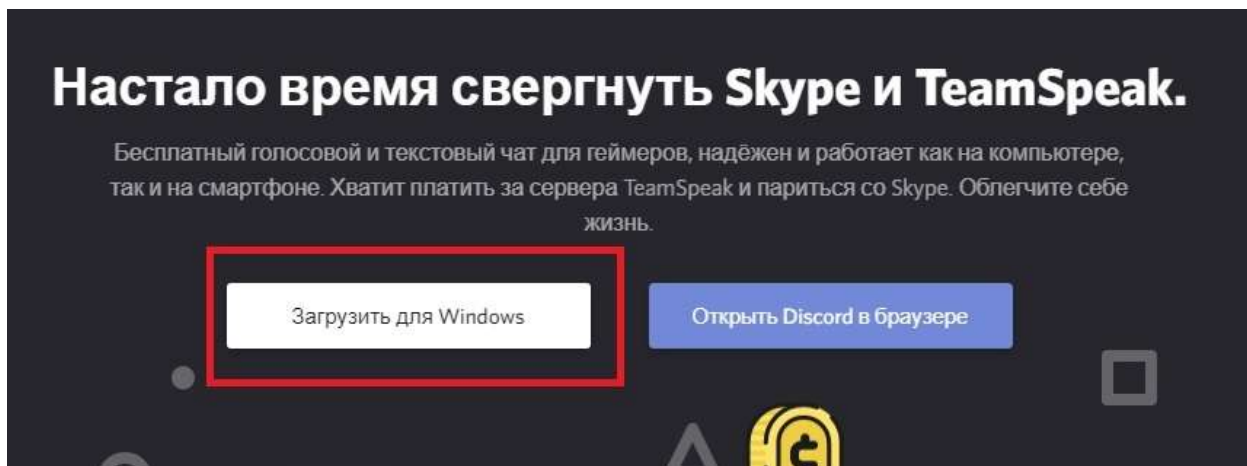 Настало время свергнуть Skype и TeamSpeak.
Бесплатный голосовой и текстовый чат для геймеров, надёжен и работает как на компьютере,
так и на смартфоне. Хватит платить за сервера TeamSpeak и париться со Skype. Облегчите себе
жизнь.
Загрузить для Windows
Открыть Discord в браузере